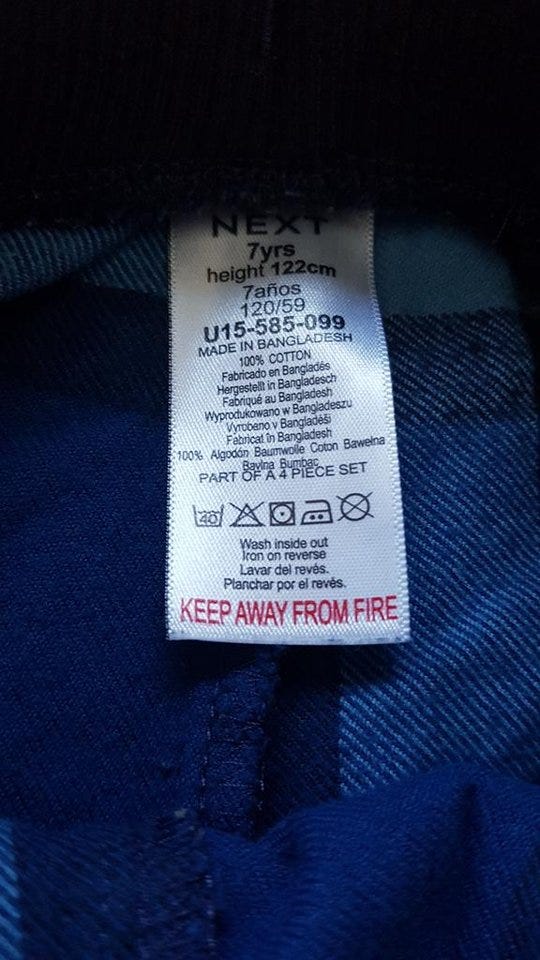 NEXT
7yrs
height 122cm
7años
120/59
U15-585-099
MADE IN BANGLADESH
100% COTTON
Fabricado en Bangladés
Hergestellt in Bangladesch
Fabriqué au Bangladesh
Wyprodukowano w Bangladeszu
Vyrobeno v Bangladéši
Fabricat în Bangladesh
100% Algodón Baumwolle Coton Bawełna
Bavlna Bumbac
PART OF A 4 PIECE SET
40
Wash inside out
Iron on reverse
Lavar del revés.
Planchar por el revés.
KEEP AWAY FROM FIRE